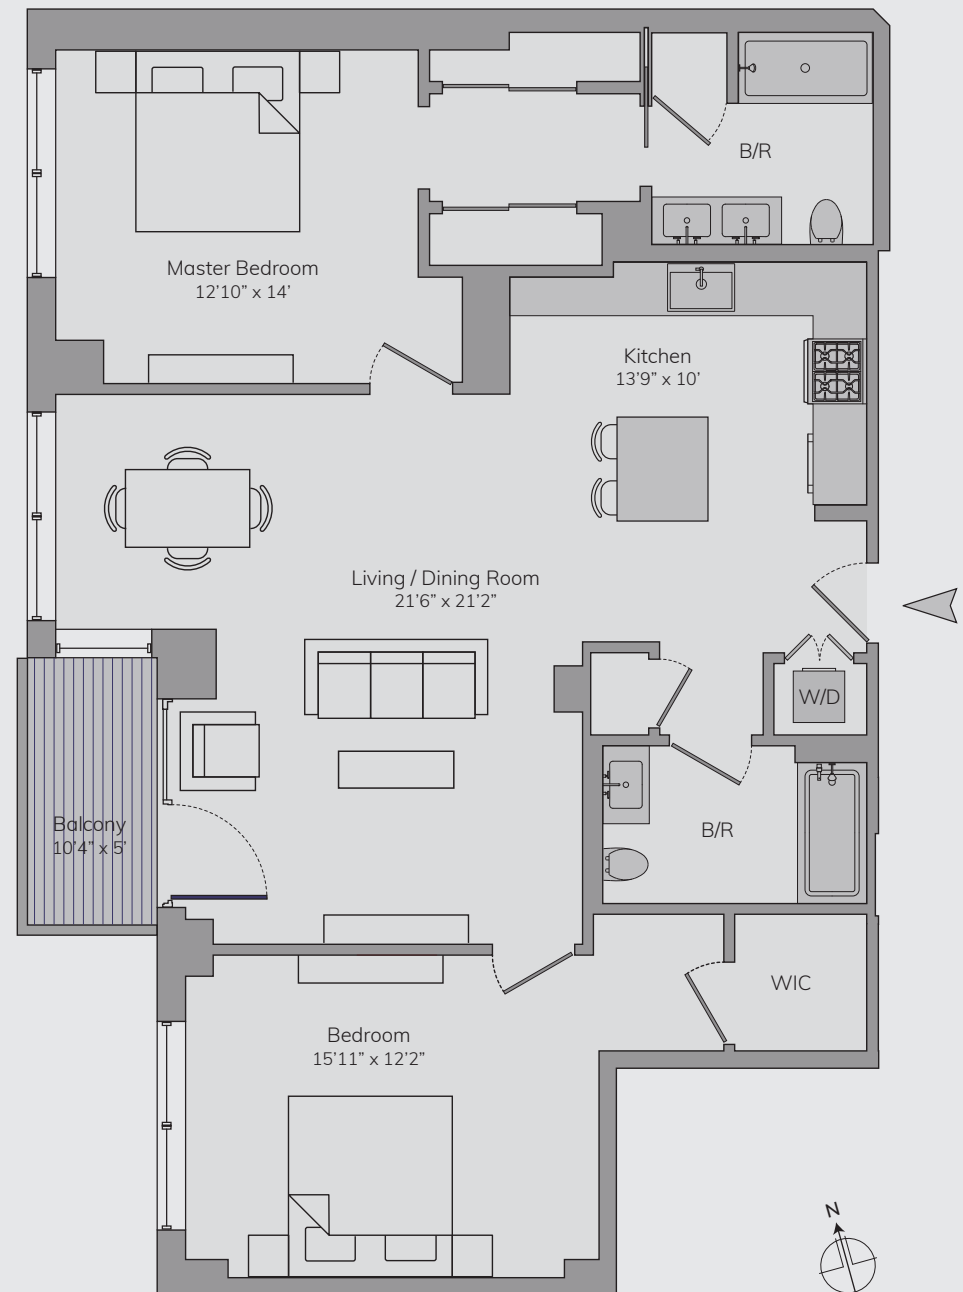 B/R
Master Bedroom
12’10” x 14’
Kitchen
13’9” x 10’
Living / Dining Room
21’6” x 21’2”
W/D
Balcony
10’4” x 5’
B/R
WIC
Bedroom
15’11” x 12’2”
N